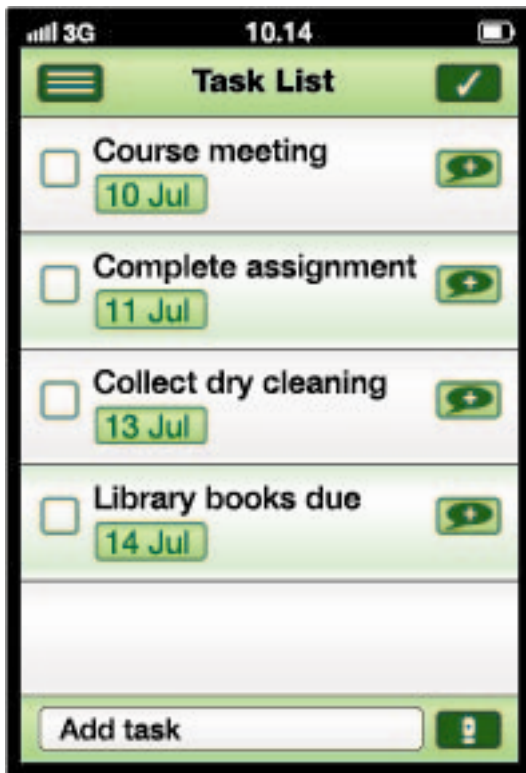 3G 10.14
Task List
Course meeting
10 Jul
Complete assignment
11 Jul
Collect dry cleaning
13 Jul
Library books due
14 Jul
Add task